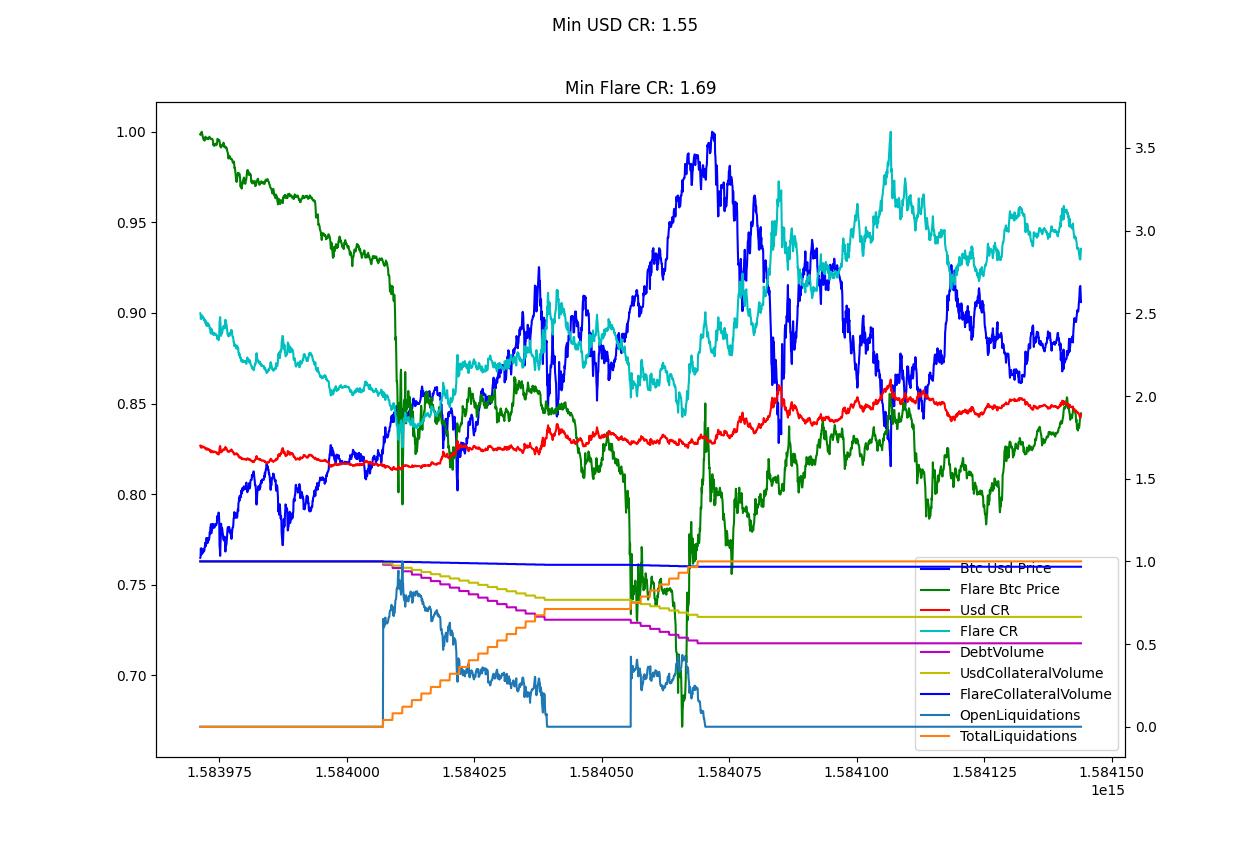 Min USD CR: 1.55
Min Flare CR: 1.69
1.00
0.95
0.90
0.85
0.80
0.75
0.70
3.5
3.0
2.5
2.0
1.5
1.0
0.5
0.0
Btc Usd Price
Flare Btc Price
Usd CR
Flare CR
DebtVolume
UsdCollateralVolume
FlareCollateralVolume
OpenLiquidations
TotalLiquidations
1.583975 1.584000 1.584025 1.584050 1.584075 1.584100 1.584125 1.584150
1e15